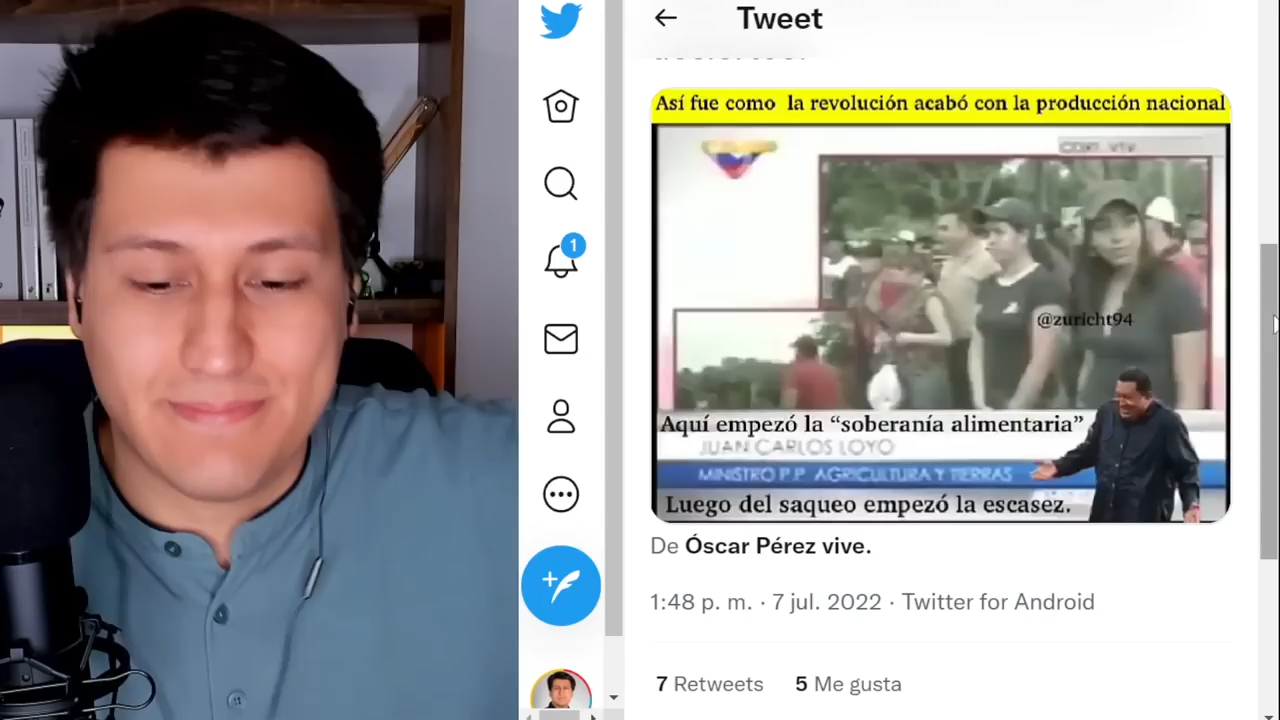 Tweet
Así fue como la revolución acabó con la producción nacional
@zuricht94
Aquí empezó la “soberanía alimentaria”
JUAN CARLOS LOYO
MINISTRO P.P. AGRICULTURA Y TIERRAS
Luego del saqueo empezó la escasez.
De Óscar Pérez vive.
1:48 p. m. · 7 jul. 2022 · Twitter for Android
7 Retweets 5 Me gusta
1